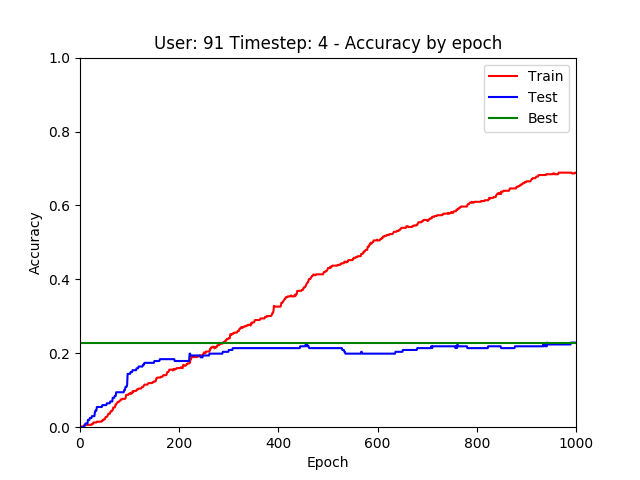 User: 91 Timestep: 4 - Accuracy by epoch
1.0
0.8
0.6
0.4
0.2
0.0
Accuracy
Train
Test
Best
0 200 400 600 800 1000
Epoch